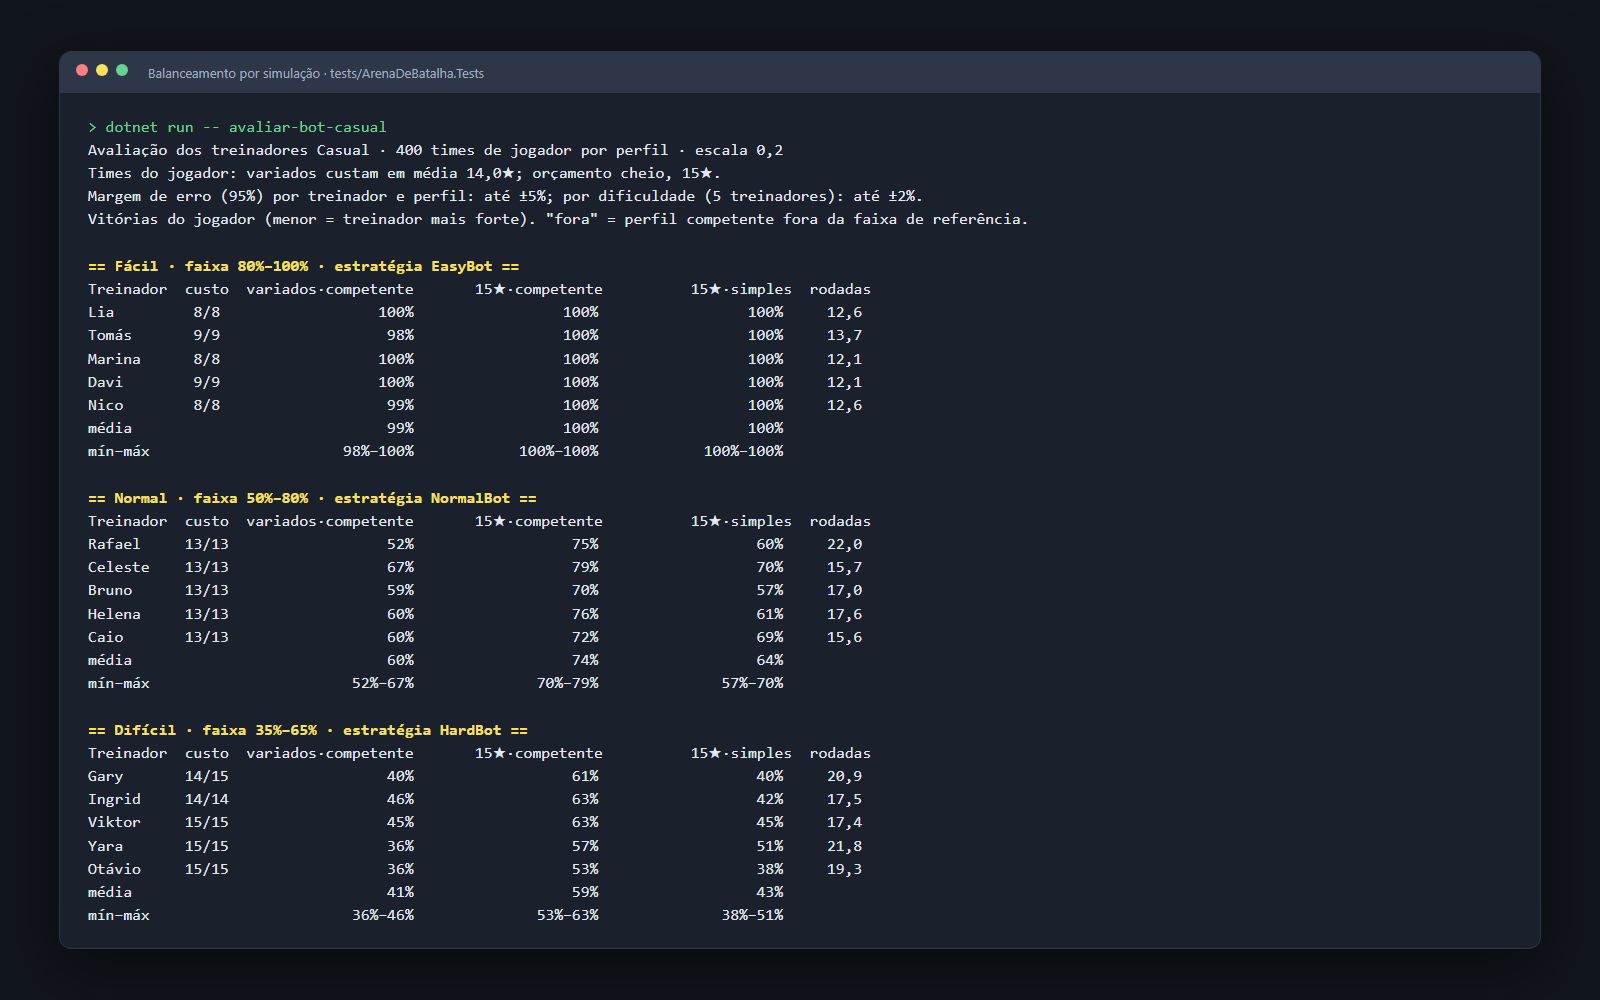 Balanceamento por simulação · tests/ArenaDeBatalha.Tests
> dotnet run -- avaliar-bot-casual
Avaliação dos treinadores Casual · 400 times de jogador por perfil · escala 0,2
Times do jogador: variados custam em média 14,0★; orçamento cheio, 15★.
Margem de erro (95%) por treinador e perfil: até ±5%; por dificuldade (5 treinadores): até ±2%.
Vitórias do jogador (menor = treinador mais forte). "fora" = perfil competente fora da faixa de referência.
== Fácil · faixa 80%–100% · estratégia EasyBot ==
Treinador custo variados·competente 15★·competente 15★·simples rodadas
Lia 8/8 100% 100% 100% 12,6
Tomás 9/9 98% 100% 100% 13,7
Marina 8/8 100% 100% 100% 12,1
Davi 9/9 100% 100% 100% 12,1
Nico 8/8 99% 100% 100% 12,6
média 99% 100% 100%
mín–máx 98%–100% 100%–100% 100%–100%
== Normal · faixa 50%–80% · estratégia NormalBot ==
Treinador custo variados·competente 15★·competente 15★·simples rodadas
Rafael 13/13 52% 75% 60% 22,0
Celeste 13/13 67% 79% 70% 15,7
Bruno 13/13 59% 70% 57% 17,0
Helena 13/13 60% 76% 61% 17,6
Caio 13/13 60% 72% 69% 15,6
média 60% 74% 64%
mín–máx 52%–67% 70%–79% 57%–70%
== Difícil · faixa 35%–65% · estratégia HardBot ==
Treinador custo variados·competente 15★·competente 15★·simples rodadas
Gary 14/15 40% 61% 40% 20,9
Ingrid 14/14 46% 63% 42% 17,5
Viktor 15/15 45% 63% 45% 17,4
Yara 15/15 36% 57% 51% 21,8
Otávio 15/15 36% 53% 38% 19,3
média 41% 59% 43%
mín–máx 36%–46% 53%–63% 38%–51%